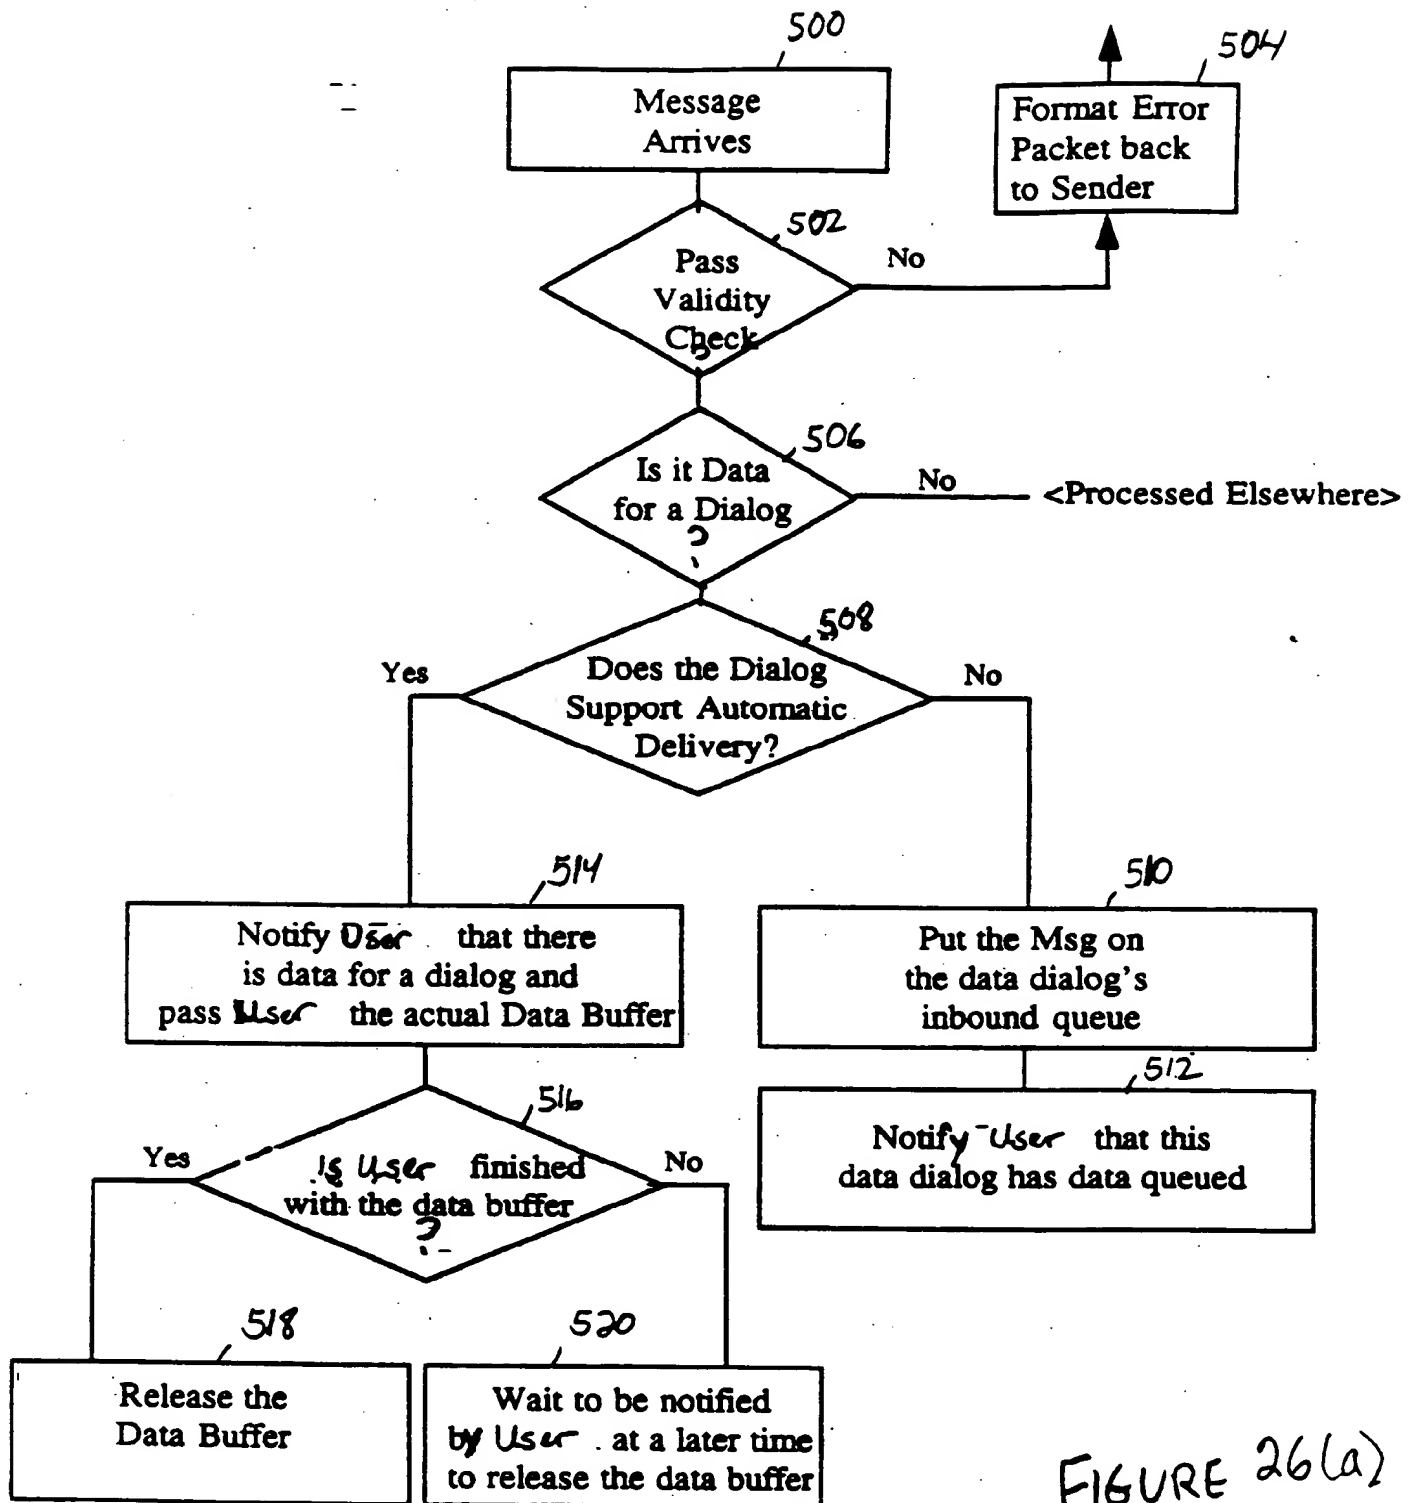 500
Message
Arrives
504
Format Error
Packet back
to Sender
502
Pass
Validity
Check
?
No
506
Is it Data
for a Dialog
?
No
<Processed Elsewhere>
508
Does the Dialog
Support Automatic
Delivery?
Yes
No
514
Notify User that there
is data for a dialog and
pass User the actual Data Buffer
510
Put the Msg on
the data dialog's
inbound queue
512
Notify User that this
data dialog has data queued
516
is User finished
with the data buffer
?
Yes
No
518
Release the
Data Buffer
520
Wait to be notified
by User . at a later time
to release the data buffer
FIGURE 26(a)